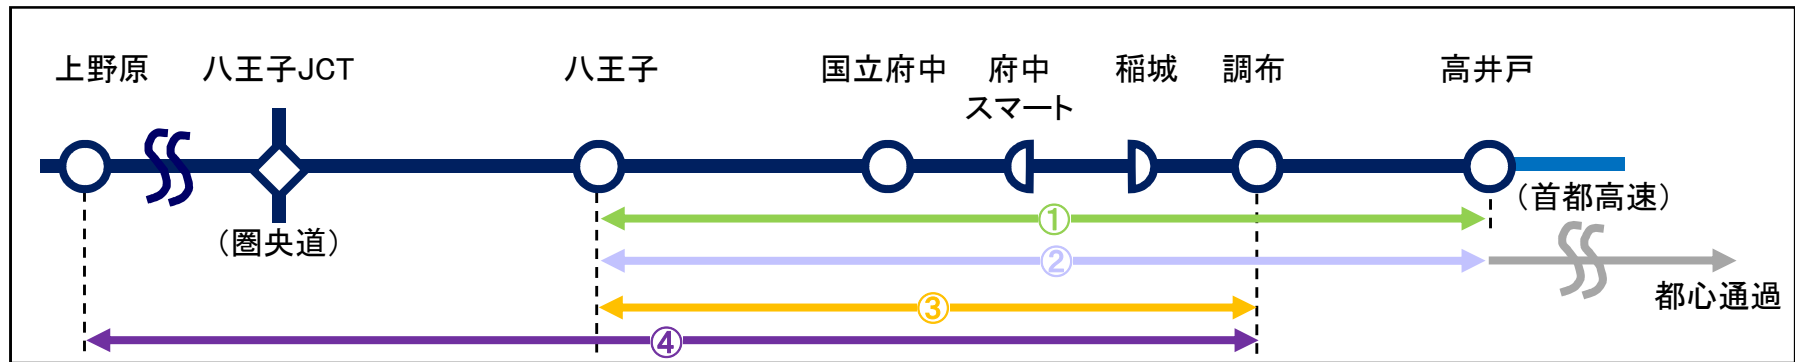 上野原
八王子JCT
八王子
国立府中
府中
スマート
稲城
調布
高井戸
（圏央道）
（首都高速）
①
②
都心通過
③
④